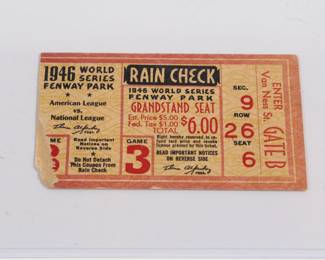 1946 WORLD SERIES
FENWAY PARK
American League
vs.
National League
Read Important
Notices on
Reverse Side
Do Not Detach
This Coupon From
Rain Check
RAIN CHECK
1946 WORLD SERIES
FENWAY PARK
GRANDSTAND SEAT
Est. Price $5.00
Fed. Tax $1.00
TOTAL
$6.00
GAME
3
READ IMPORTANT NOTICES
ON REVERSE SIDE
SEC.
9
ROW
26
SEAT
6
ENTER
Van Ness St.
GATE B